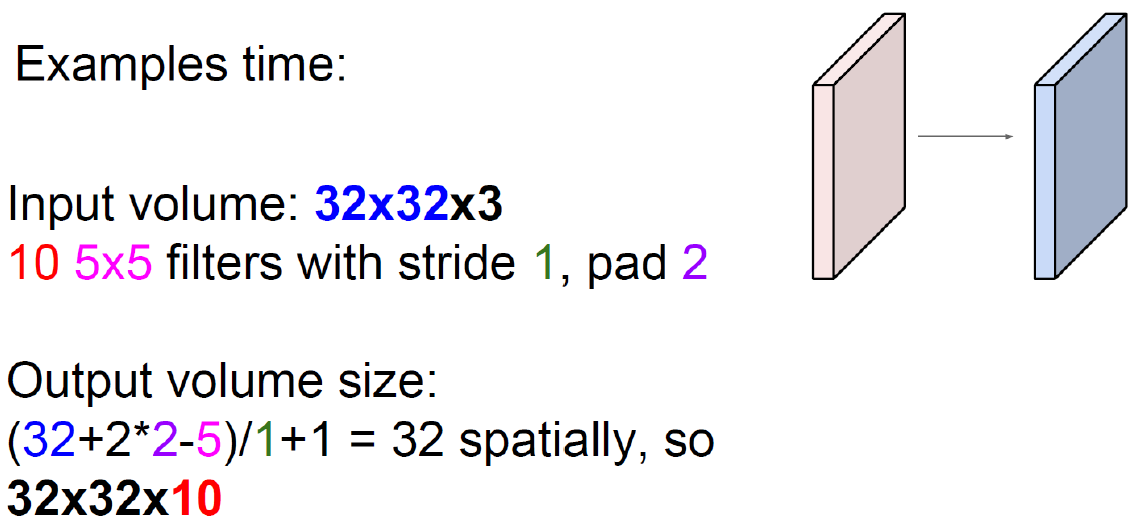 Examples time:
Input volume: 32x32x3
10 5x5 filters with stride 1, pad 2
Output volume size:
(32+2*2-5)/1+1 = 32 spatially, so
32x32x10